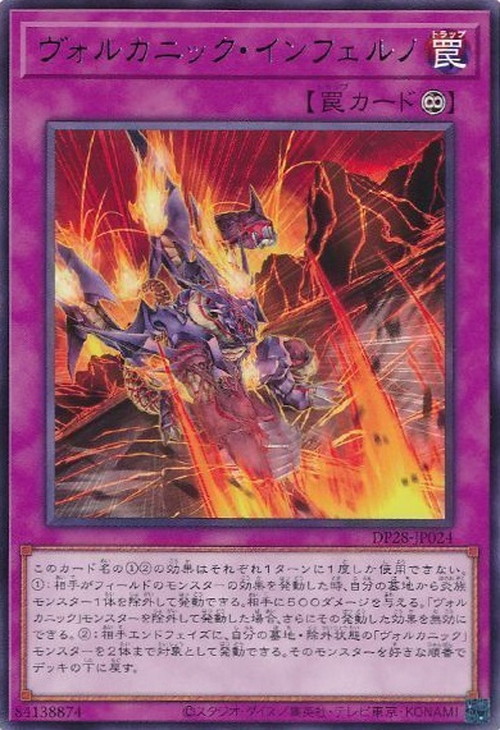 ヴォルカニック・インフェルノ
トラップ
罠
【罠カード】
DP28-JP024
このカード名の①②の効果はそれぞれ1ターンに1度しか使用できない。
①:相手がフィールドのモンスターの効果を発動した時、自分の墓地から炎族
モンスター1体を除外して発動できる。相手に500ダメージを与える。「ヴォル
カニック」モンスターを除外して発動した場合、さらにその発動した効果を無効に
できる。②:相手エンドフェイズに、自分の墓地・除外状態の「ヴォルカニック」
モンスターを2体まで対象として発動できる。そのモンスターを好きな順番で
デッキの下に戻す。
84138874
©スタジオ・ダイス/集英社・テレビ東京・KONAMI